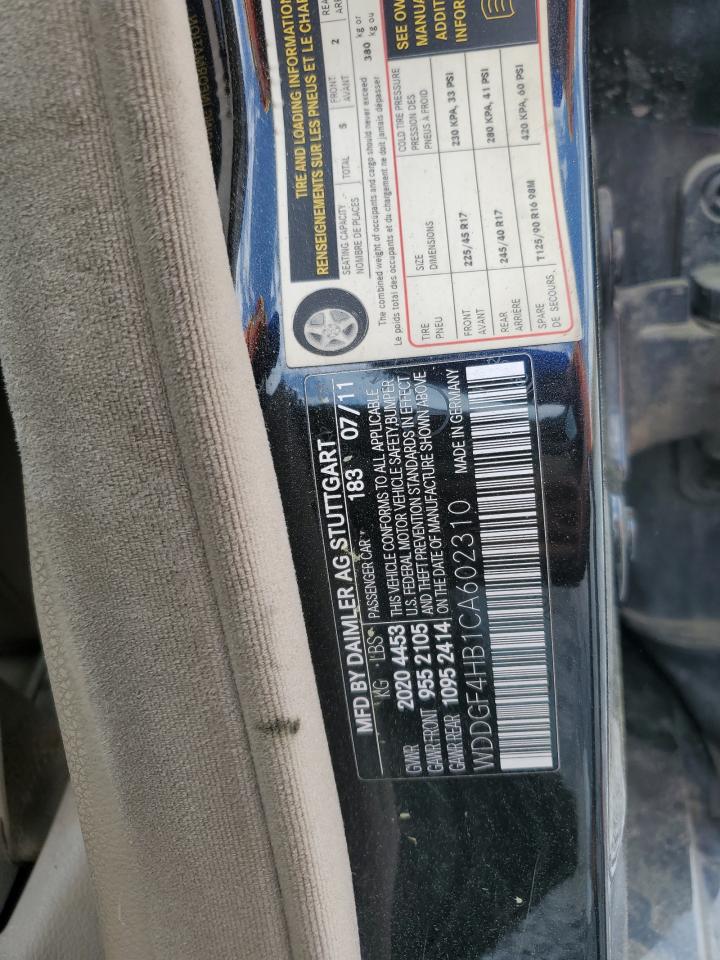 TIRE AND LOADING INFORMATION
RENSEIGNEMENTS SUR LES PNEUS ET LE CHAR
SEATING CAPACITY - TOTAL 5 FRONT 2 REA
NOMBRE DE PLACES AVANT ARR
The combined weight of occupants and cargo should never exceed 380 kg or
Le poids total des occupants et du chargement ne doit jamais dépasser kg ou
TIRE SIZE COLD TIRE PRESSURE
PNEU DIMENSIONS PRESSION DES
PNEUS À FROID
FRONT 225/45 R17 230 KPA, 33 PSI
AVANT
REAR 245/40 R17 280 KPA, 41 PSI
ARRIÈRE
SPARE T125/90 R16 98M 420 KPA, 60 PSI
DE SECOURS
SEE OW
MANUA
ADDITI
INFOR
MFD BY DAIMLER AG STUTTGART
KG LBS PASSENGER CAR 183 07/11
GVWR 2020 4453
GAWR FRONT 955 2105
GAWR REAR 1095 2414
THIS VEHICLE CONFORMS TO ALL APPLICABLE
U.S. FEDERAL MOTOR VEHICLE SAFETY,BUMPER
AND THEFT PREVENTION STANDARDS IN EFFECT
ON THE DATE OF MANUFACTURE SHOWN ABOVE
WDDGF4HB1CA602310 MADE IN GERMANY